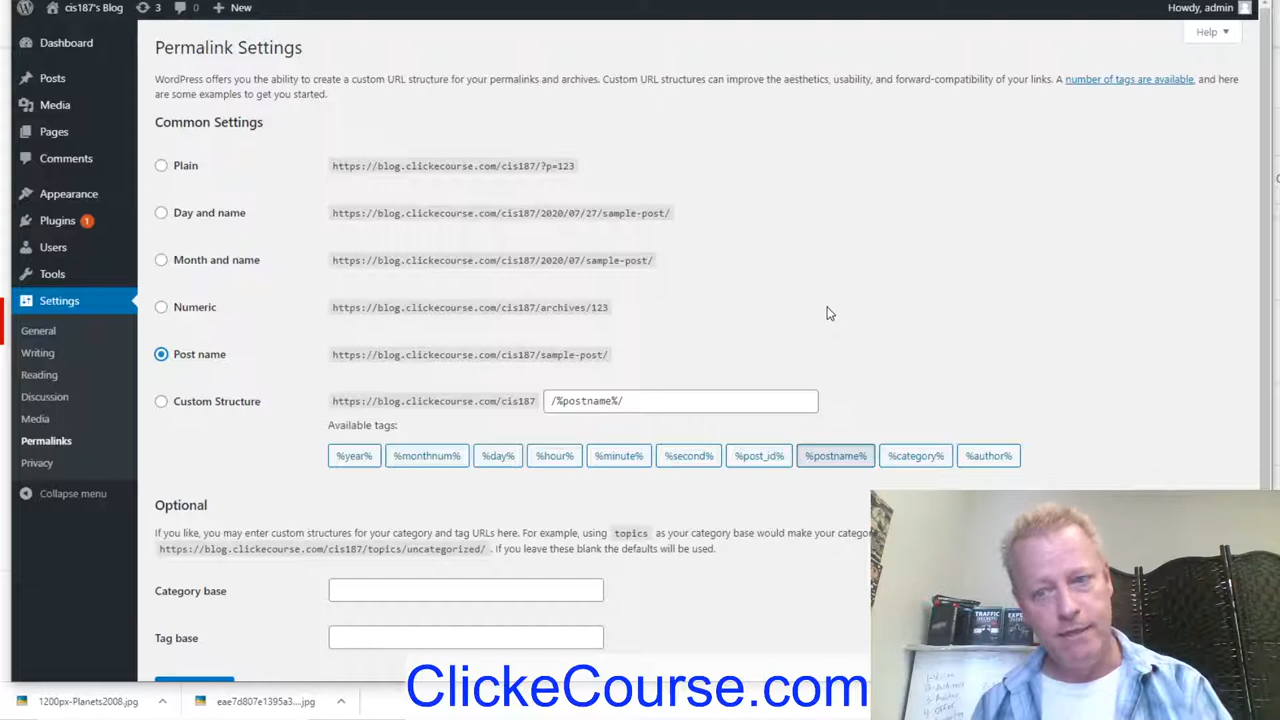 cis187's Blog 3 0 + New Howdy, admin
Help
Dashboard
Posts
Media
Pages
Comments
Appearance
Plugins 1
Users
Tools
Settings
General
Writing
Reading
Discussion
Media
Permalinks
Privacy
Collapse menu
Permalink Settings
WordPress offers you the ability to create a custom URL structure for your permalinks and archives. Custom URL structures can improve the aesthetics, usability, and forward-compatibility of your links. A number of tags are available, and here
are some examples to get you started.
Common Settings
Plain https://blog.clickecourse.com/cis187/?p=123
Day and name https://blog.clickecourse.com/cis187/2020/07/27/sample-post/
Month and name https://blog.clickecourse.com/cis187/2020/07/sample-post/
Numeric https://blog.clickecourse.com/cis187/archives/123
Post name https://blog.clickecourse.com/cis187/sample-post/
Custom Structure https://blog.clickecourse.com/cis187 /%postname%/
Available tags:
%year% %monthnum% %day% %hour% %minute% %second% %post_id% %postname% %category% %author%
Optional
If you like, you may enter custom structures for your category and tag URLs here. For example, using topics as your category base would make your category
https://blog.clickecourse.com/cis187/topics/uncategorized/ . If you leave these blank the defaults will be used.
Category base
Tag base
TRAFFIC
SECRETS
1200px-Planets2008.jpg eae7d807e1395a3....jpg
ClickeCourse.com